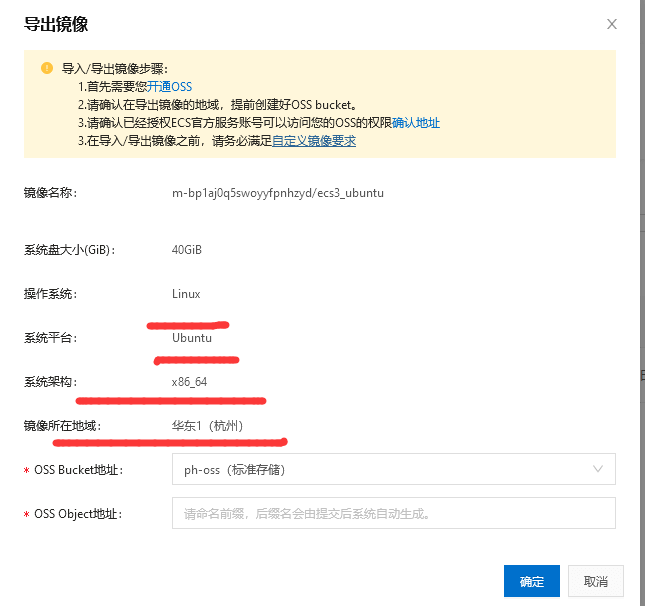 导出镜像
导入/导出镜像步骤：
1.首先需要您开通OSS
2.请确认在导出镜像的地域，提前创建好OSS bucket。
3.请确认已经授权ECS官方服务账号可以访问您的OSS的权限确认地址
3.在导入/导出镜像之前，请务必满足自定义镜像要求
镜像名称： m-bp1aj0q5swoyyfpnhzyd/ecs3_ubuntu
系统盘大小(GiB)： 40GiB
操作系统： Linux
系统平台： Ubuntu
系统架构： x86_64
镜像所在地域： 华东1（杭州）
* OSS Bucket地址： ph-oss（标准存储）
* OSS Object地址： 请命名前缀，后缀名会由提交后系统自动生成。
确定 取消